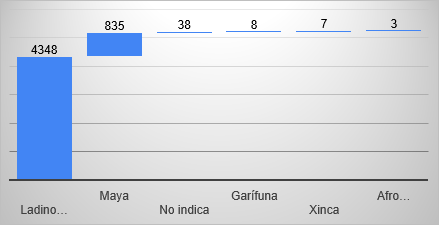 4348
835
38
8
7
3
Ladino…
Maya
No indica
Garífuna
Xinca
Afro…